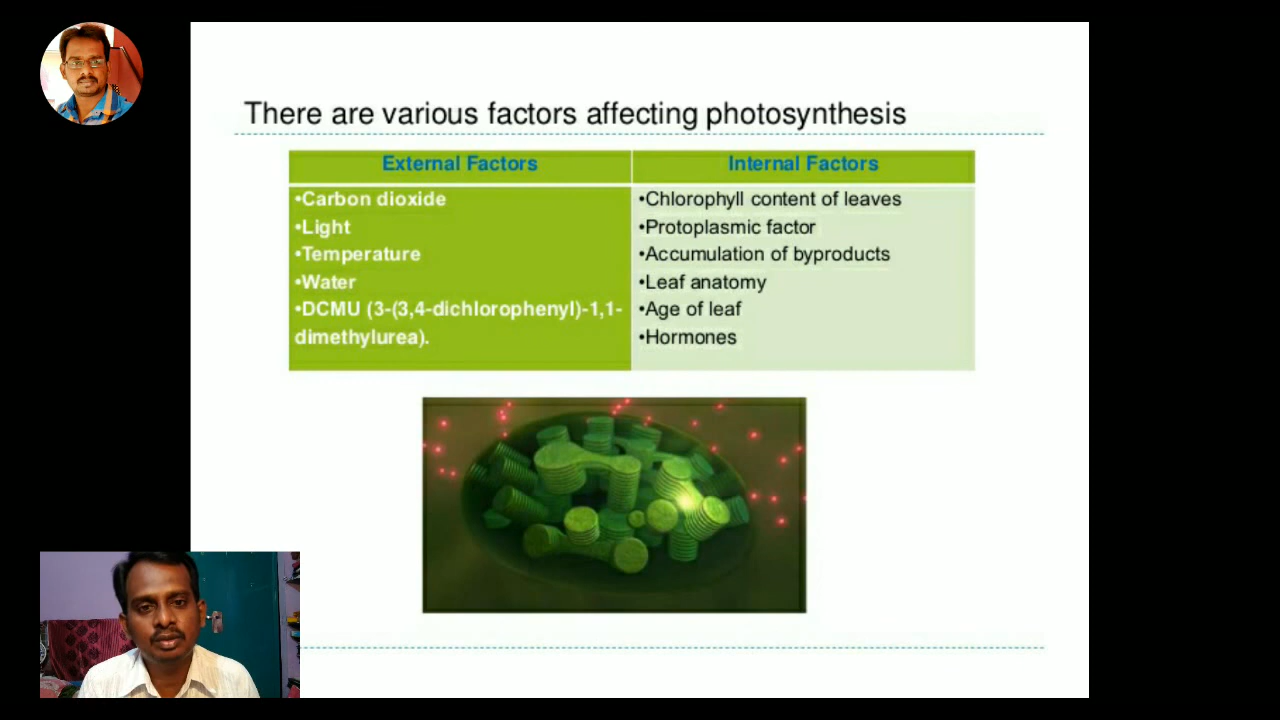 There are various factors affecting photosynthesis
External Factors
•Carbon dioxide
•Light
•Temperature
•Water
•DCMU (3-(3,4-dichlorophenyl)-1,1-
dimethylurea).
Internal Factors
•Chlorophyll content of leaves
•Protoplasmic factor
•Accumulation of byproducts
•Leaf anatomy
•Age of leaf
•Hormones